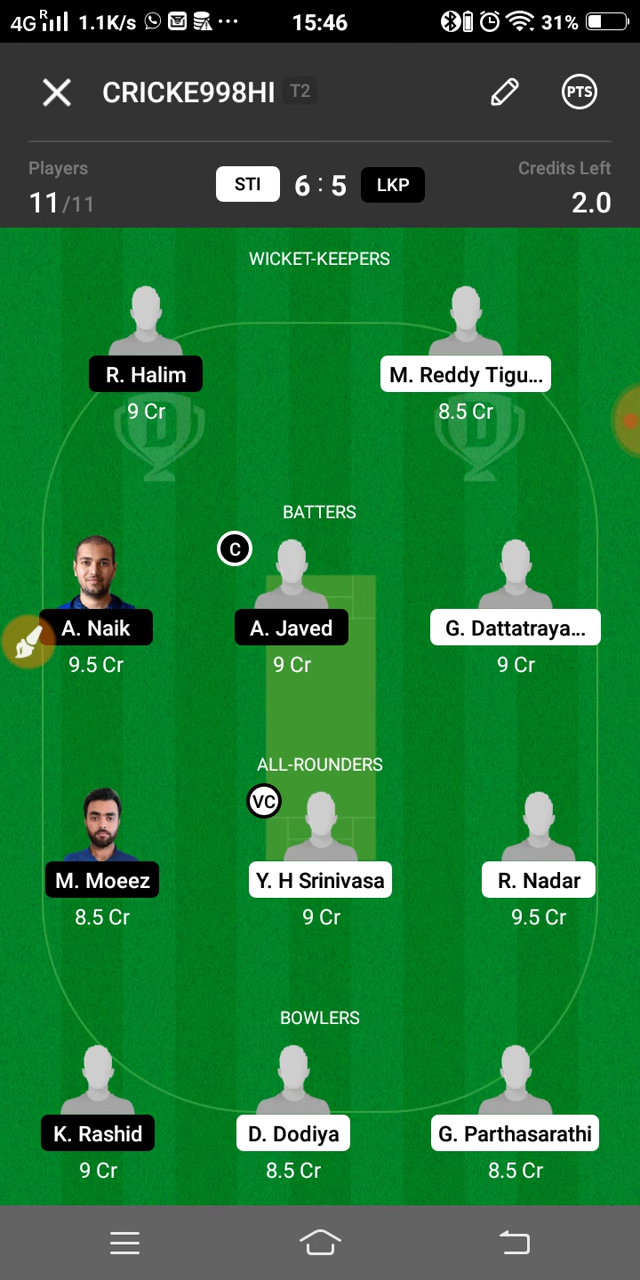 4G R 1.1K/s ... 15:46 31%
CRICKE998HI T2 PTS
Players STI 6 : 5 LKP Credits Left
11/11 2.0
WICKET-KEEPERS
R. Halim M. Reddy Tigu...
9 Cr 8.5 Cr
BATTERS
C
A. Naik A. Javed G. Dattatraya...
9.5 Cr 9 Cr 9 Cr
ALL-ROUNDERS
VC
M. Moeez Y. H Srinivasa R. Nadar
8.5 Cr 9 Cr 9.5 Cr
BOWLERS
K. Rashid D. Dodiya G. Parthasarathi
9 Cr 8.5 Cr 8.5 Cr